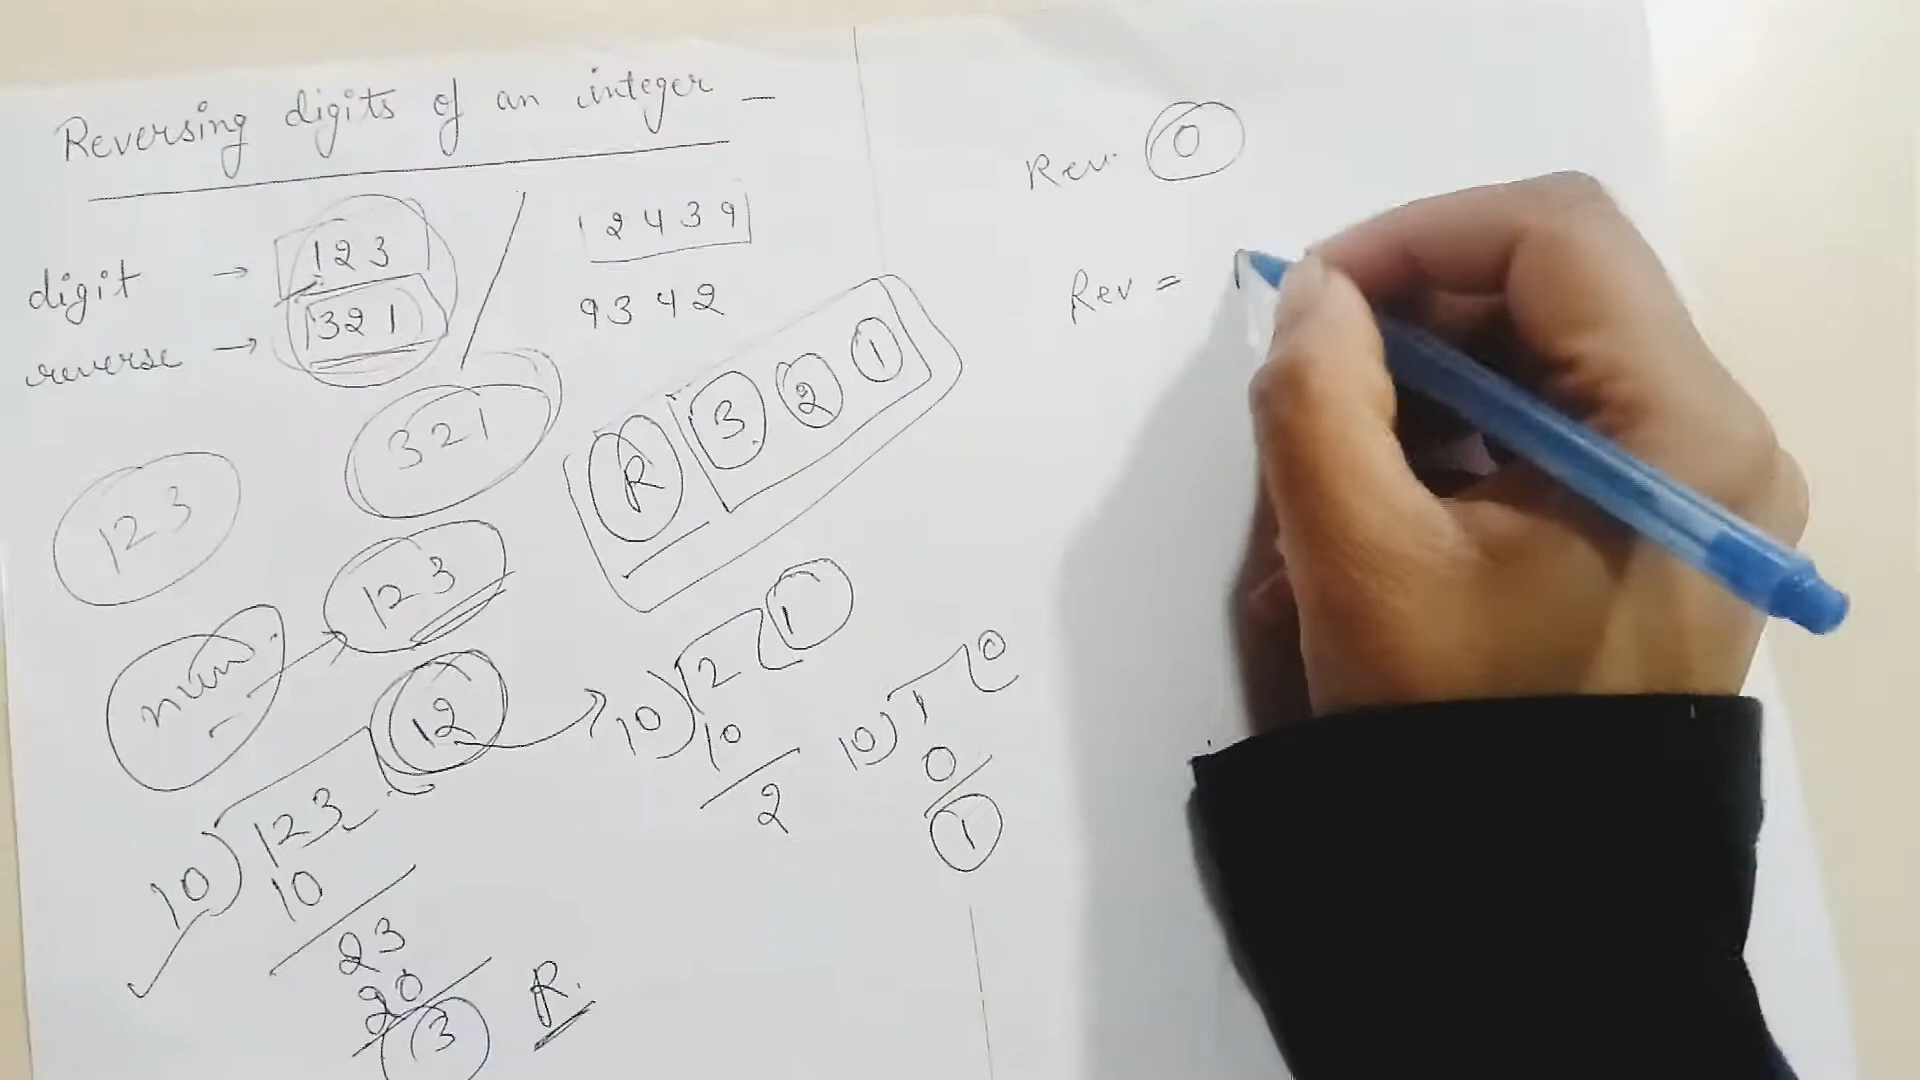 Reversing digits of an integer -
digit → 123
reverse → 321
12439
9342
R 3 2 1
321
123
123
num
12
10) 123
10
23
20
3 R.
10) 12 1
10
2
10) 1 0
0
1
Rev. 0
Rev =